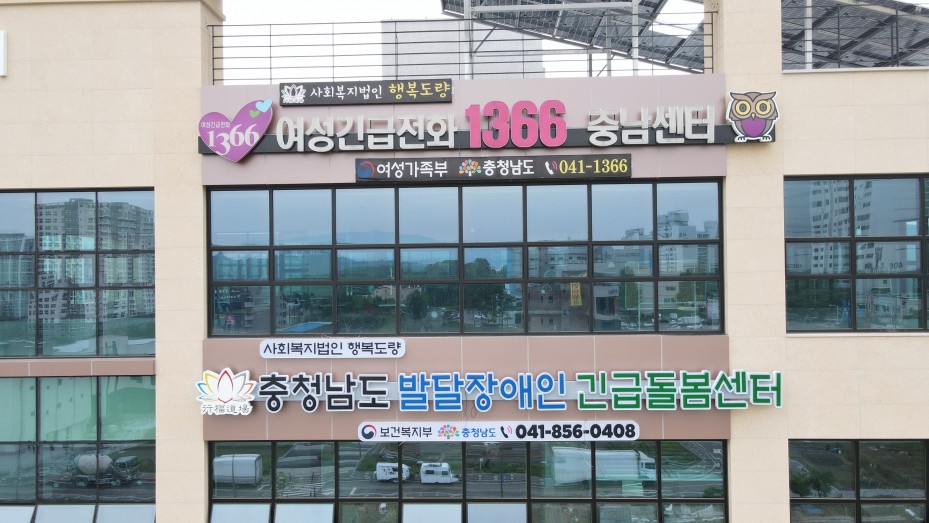 사회복지법인 행복도량
여성긴급전화
1366
여성긴급전화 1366 충남센터
여성가족부 충청남도 041-1366
사회복지법인 행복도량
충청남도 발달장애인 긴급돌봄센터
行福道場
보건복지부 충청남도 041-856-0408